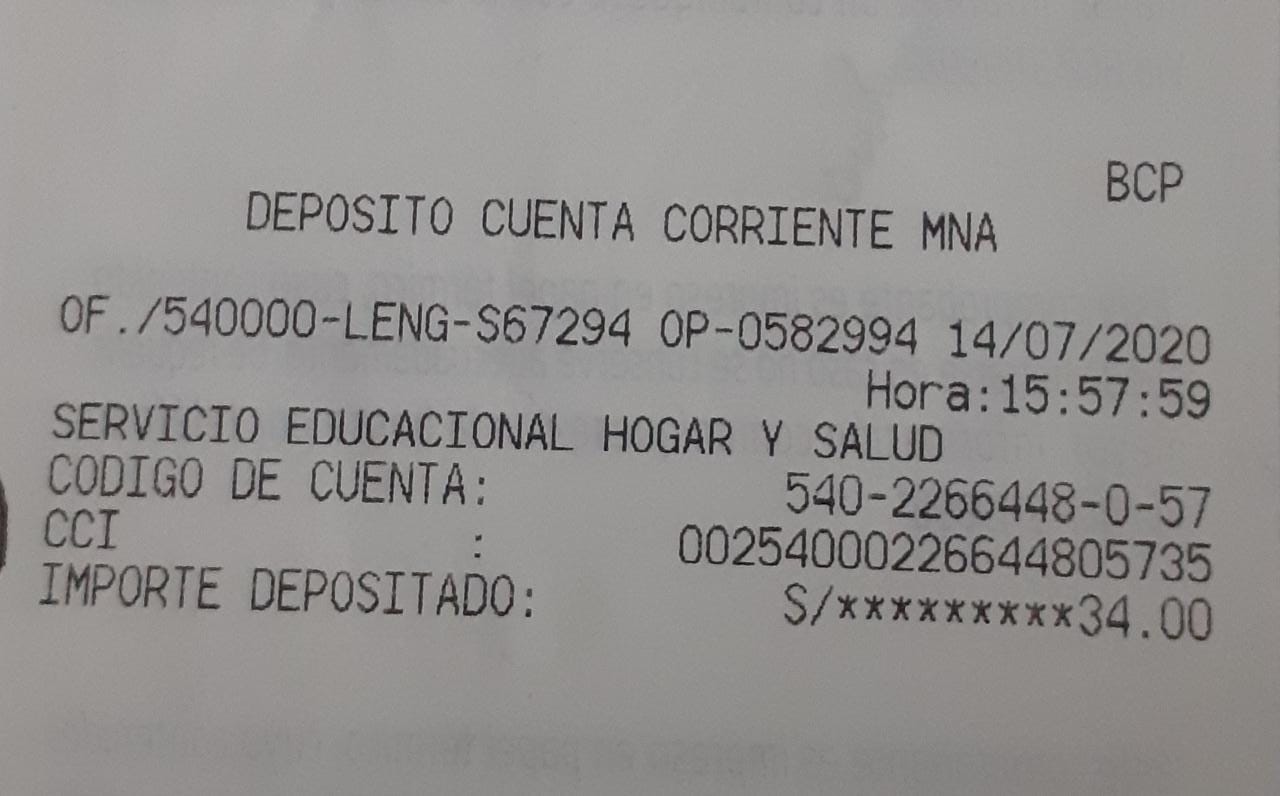 BCP
DEPOSITO CUENTA CORRIENTE MNA
OF./540000-LENG-S67294 OP-0582994 14/07/2020
Hora:15:57:59
SERVICIO EDUCACIONAL HOGAR Y SALUD
CODIGO DE CUENTA: 540-2266448-0-57
CCI : 00254000226644805735
IMPORTE DEPOSITADO: S/*********34.00